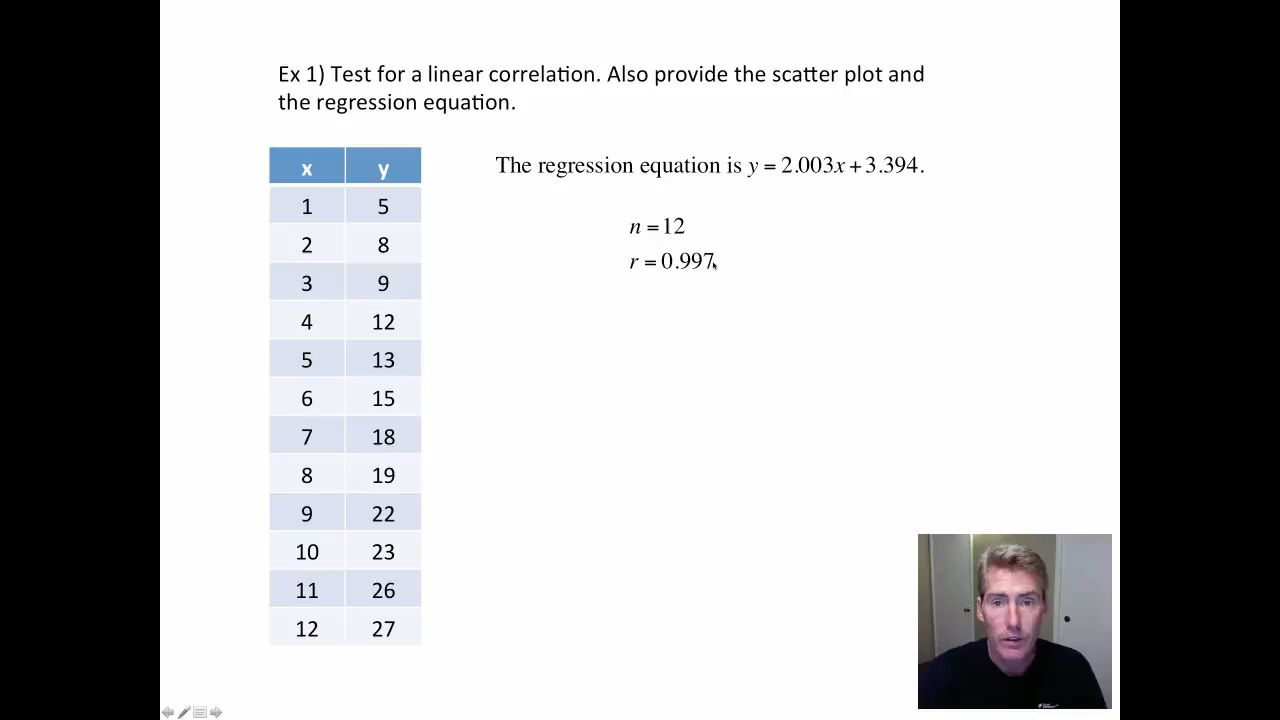 Ex 1) Test for a linear correlation. Also provide the scatter plot and
the regression equation.
The regression equation is y = 2.003x + 3.394.
n = 12
r = 0.997
x y
1 5
2 8
3 9
4 12
5 13
6 15
7 18
8 19
9 22
10 23
11 26
12 27